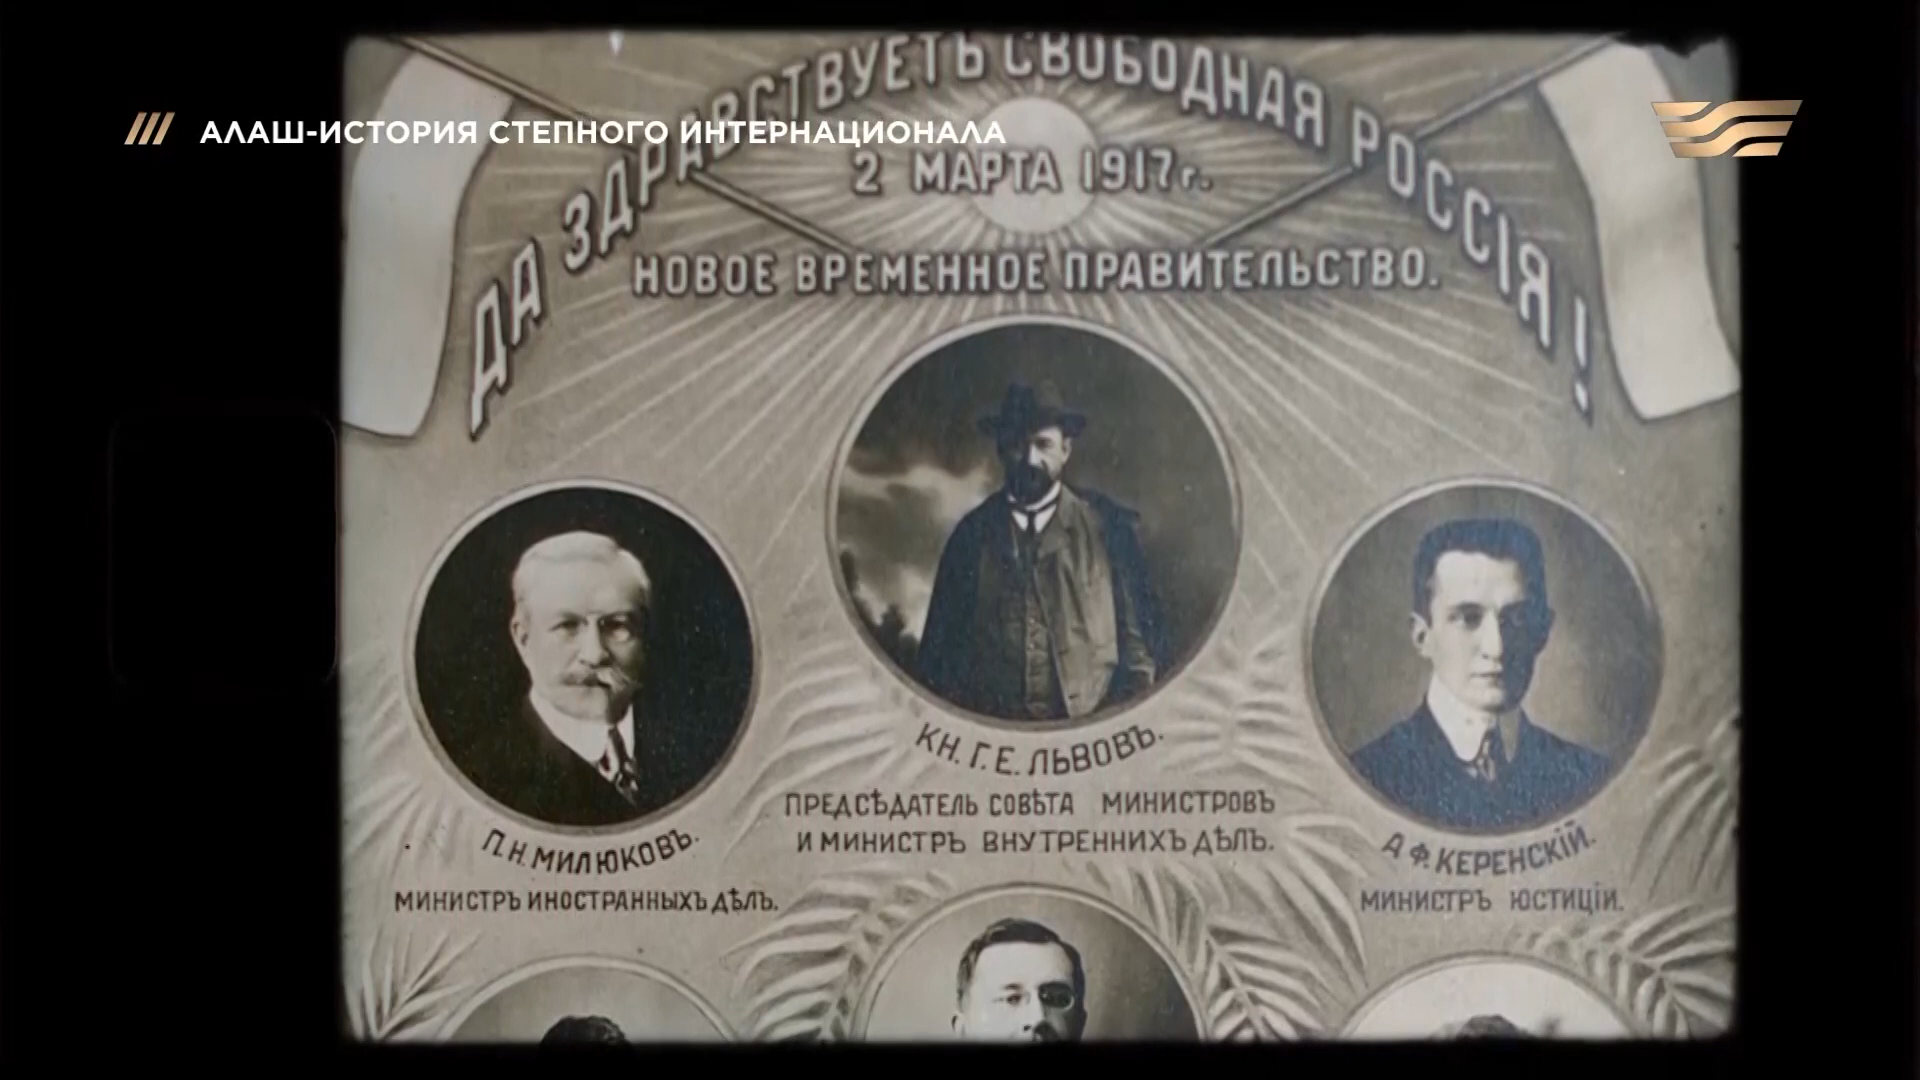 АЛАШ-ИСТОРИЯ СТЕПНОГО ИНТЕРНАЦИОНАЛА
ДА ЗДРАВСТВУЕТЪ СВОБОДНАЯ РОССІЯ!
2 МАРТА 1917 г.
НОВОЕ ВРЕМЕННОЕ ПРАВИТЕЛЬСТВО.
КН. Г. Е. ЛЬВОВЪ.
ПРЕДСѢДАТЕЛЬ СОВѢТА МИНИСТРОВЪ
И МИНИСТРЪ ВНУТРЕННИХЪ ДѢЛЪ.
П. Н. МИЛЮКОВЪ.
МИНИСТРЪ ИНОСТРАННЫХЪ ДѢЛЪ.
А Ф. КЕРЕНСКІЙ.
МИНИСТРЪ ЮСТИЦІИ.